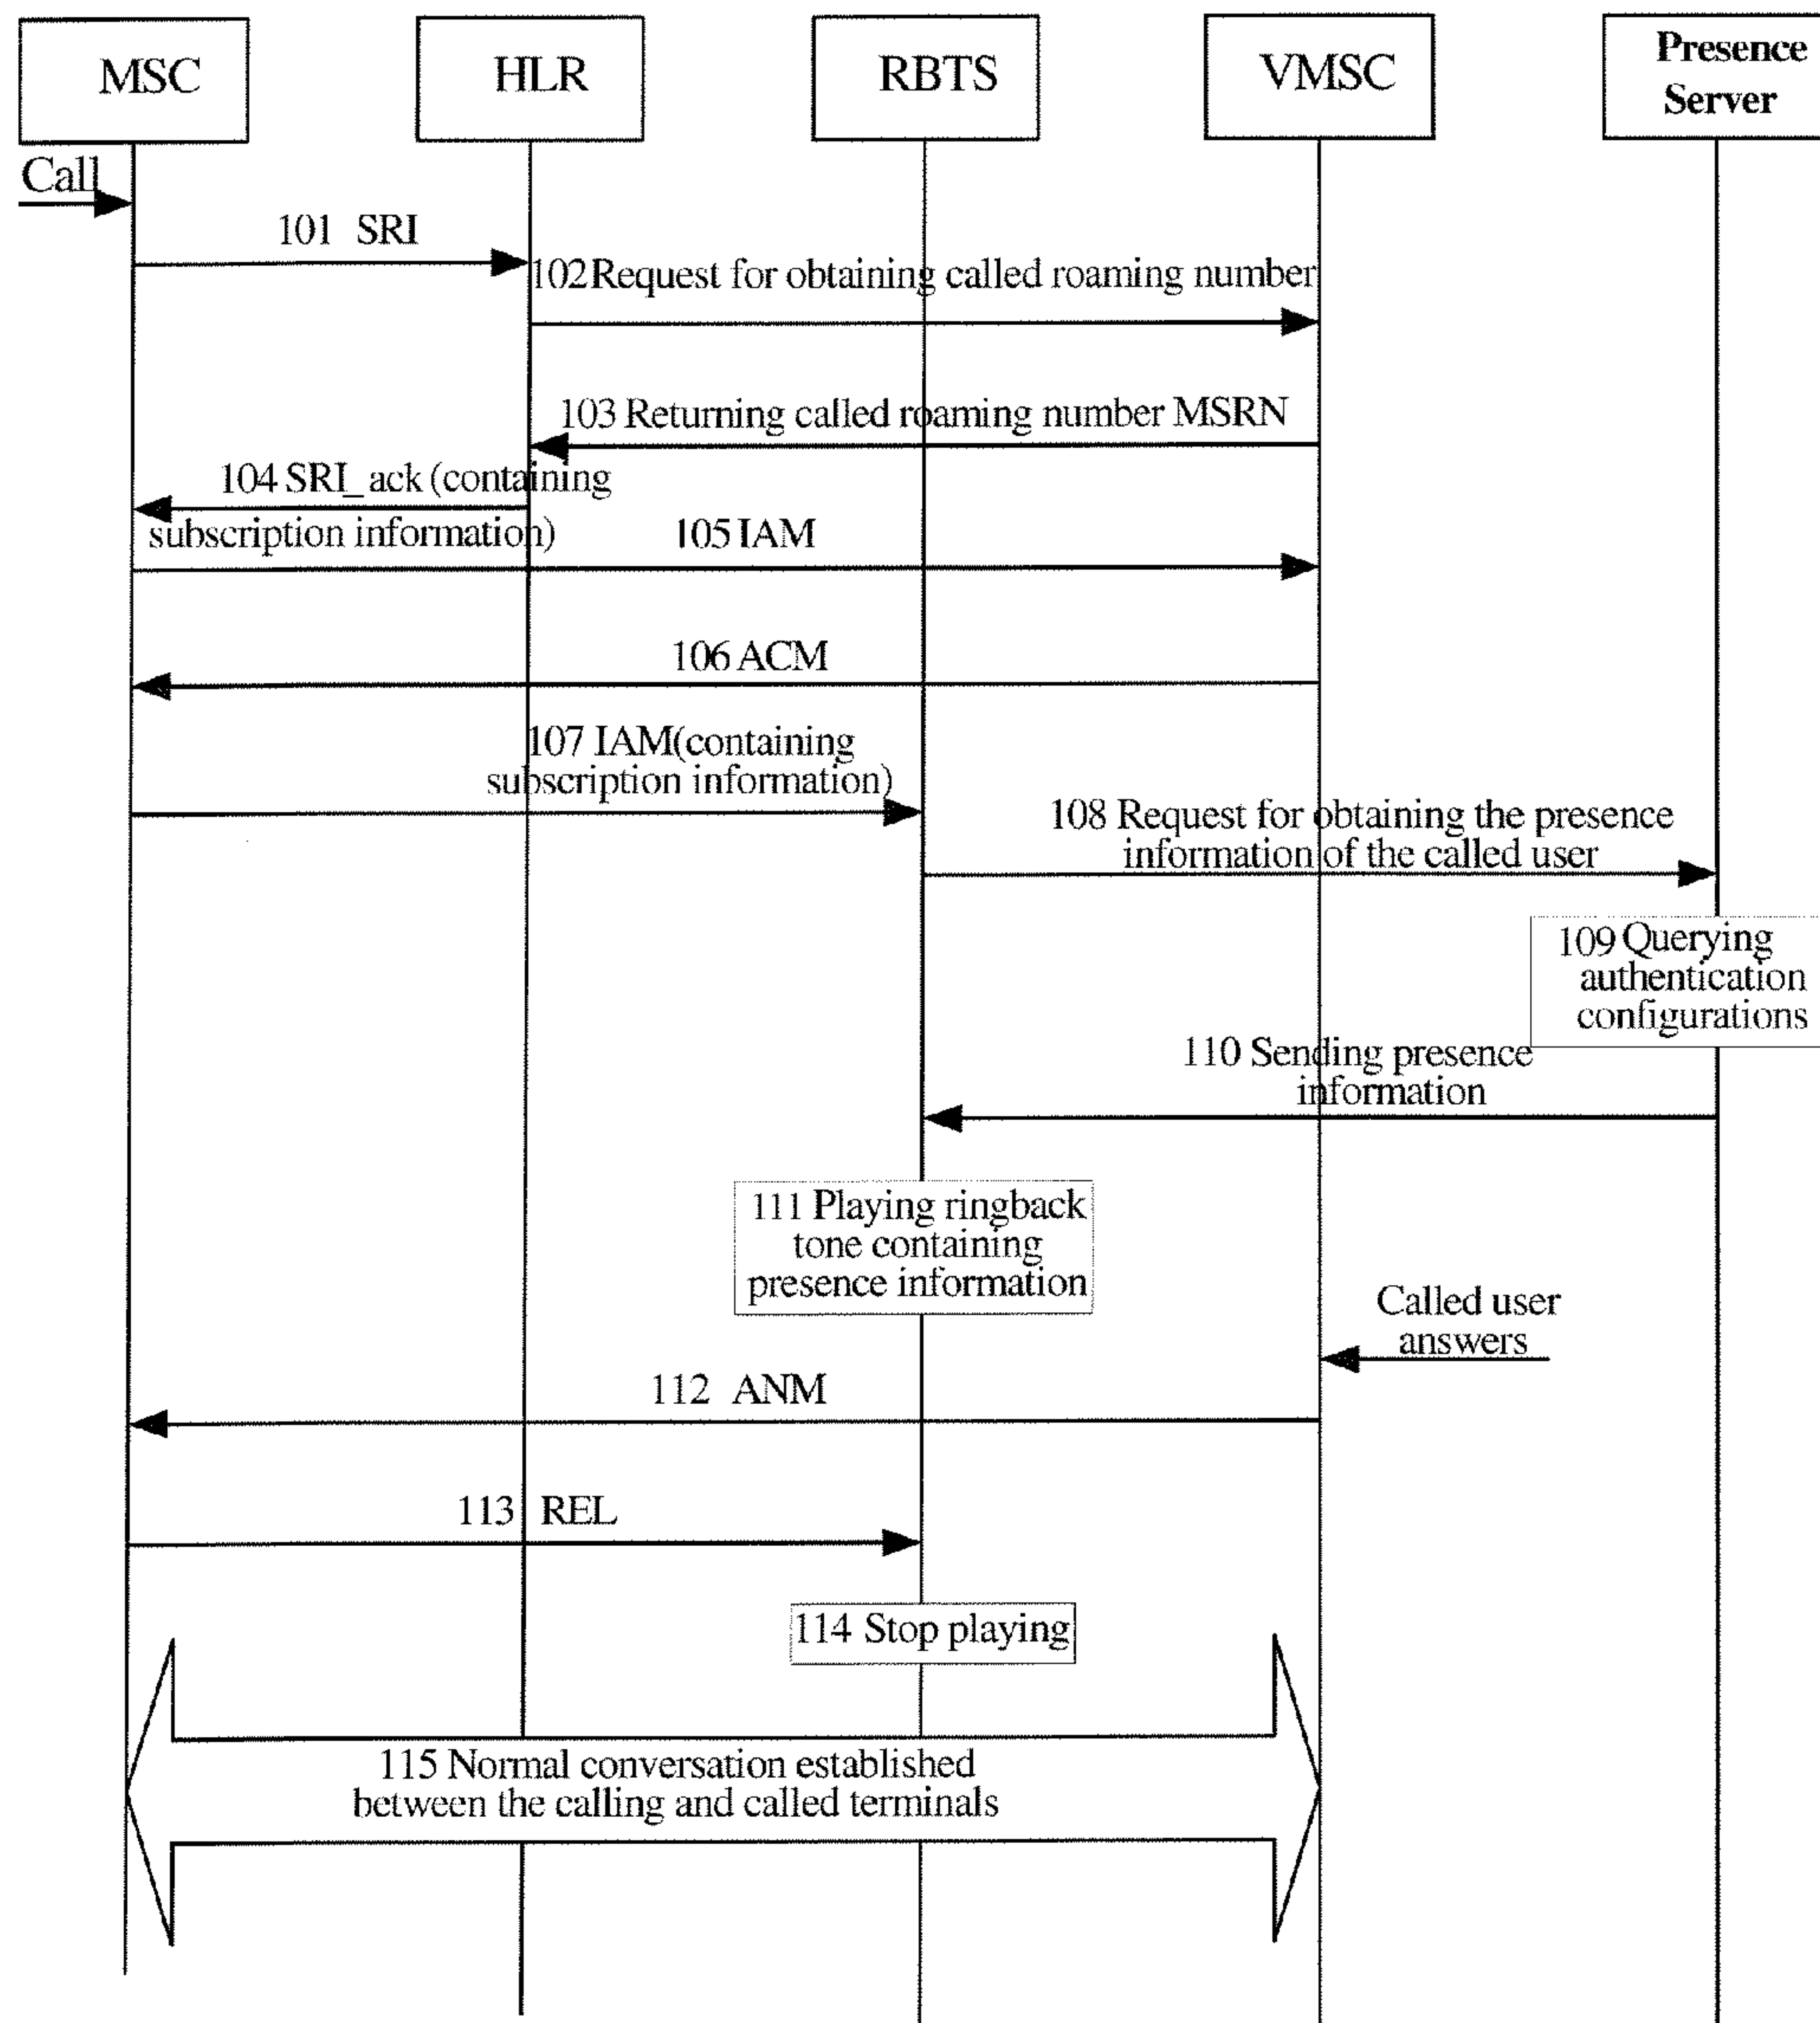 MSC
HLR
RBTS
VMSC
Presence
Server
Call
101 SRI
102 Request for obtaining called roaming number
103 Returning called roaming number MSRN
104 SRI_ack (containing
subscription information)
105 IAM
106 ACM
107 IAM(containing
subscription information)
108 Request for obtaining the presence
information of the called user
109 Querying
authentication
configurations
110 Sending presence
information
111 Playing ringback
tone containing
presence information
Called user
answers
112 ANM
113 REL
114 Stop playing
115 Normal conversation established
between the calling and called terminals